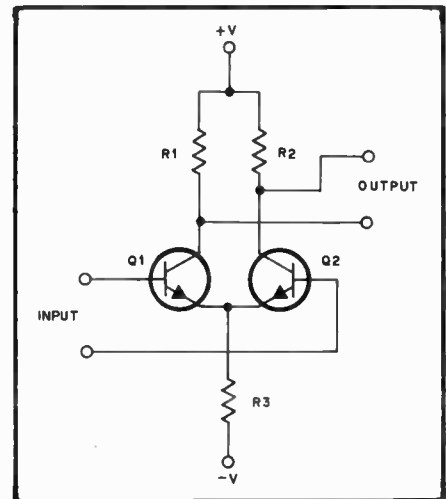 +V
R1
R2
OUTPUT
Q1
Q2
INPUT
R3
-V